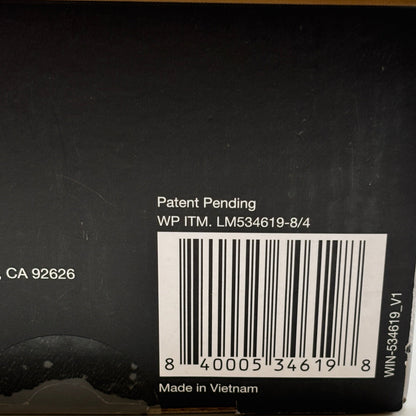 Patent Pending
WP ITM. LM534619-8/4
, CA 92626
8 40005 34619 8
Made in Vietnam
WIN-534619_V1